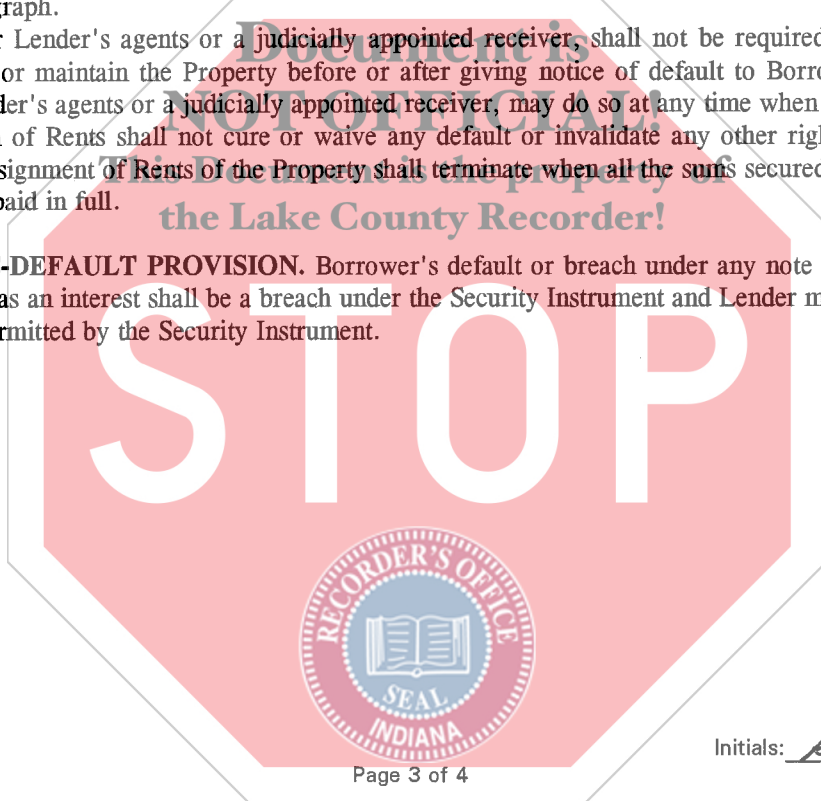 graph.
Lender's agents or a judicially appointed receiver, shall not be required
or maintain the Property before or after giving notice of default to Borro
der's agents or a judicially appointed receiver, may do so at any time when
of Rents shall not cure or waive any default or invalidate any other righ
signment of Rents of the Property shall terminate when all the sums secured
paid in full.
Document is
NOT OFFICIAL!
This Document is the property of
the Lake County Recorder!
-DEFAULT PROVISION. Borrower's default or breach under any note
as an interest shall be a breach under the Security Instrument and Lender m
rmitted by the Security Instrument.
STOP
RECORDER'S OFFICE
SEAL
INDIANA
Initials:
Page 3 of 4